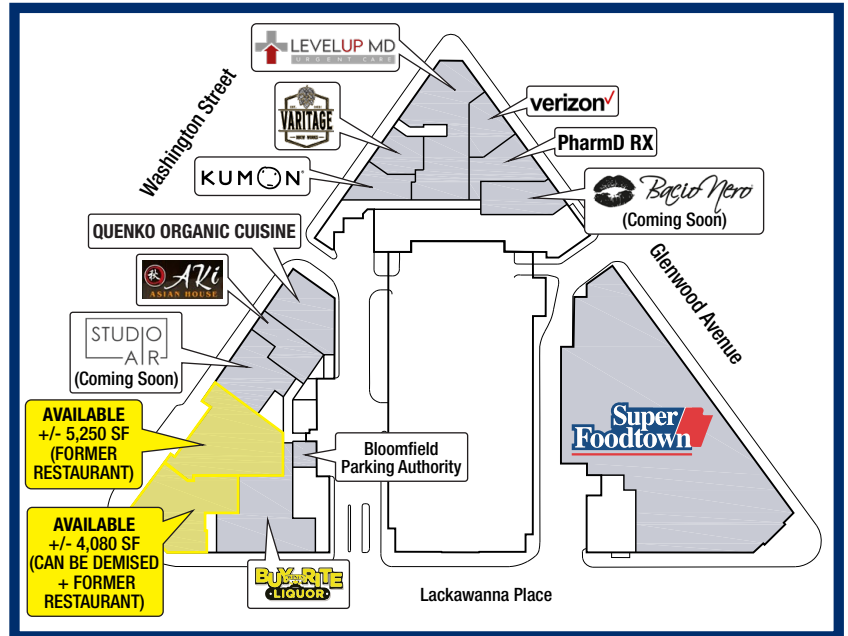 LEVELUP MD
URGENT CARE
Washington Street
VARITAGE
BREW WORKS
verizon
PharmD RX
KUMON
Bacio Nero
(Coming Soon)
QUENKO ORGANIC CUISINE
Glenwood Avenue
秋 AKi
ASIAN HOUSE
STUDIO
AIR
(Coming Soon)
AVAILABLE
+/- 5,250 SF
(FORMER
RESTAURANT)
Super
Foodtown
Bloomfield
Parking Authority
AVAILABLE
+/- 4,080 SF
(CAN BE DEMISED
+ FORMER
RESTAURANT)
BUY RITE
LIQUOR
Lackawanna Place